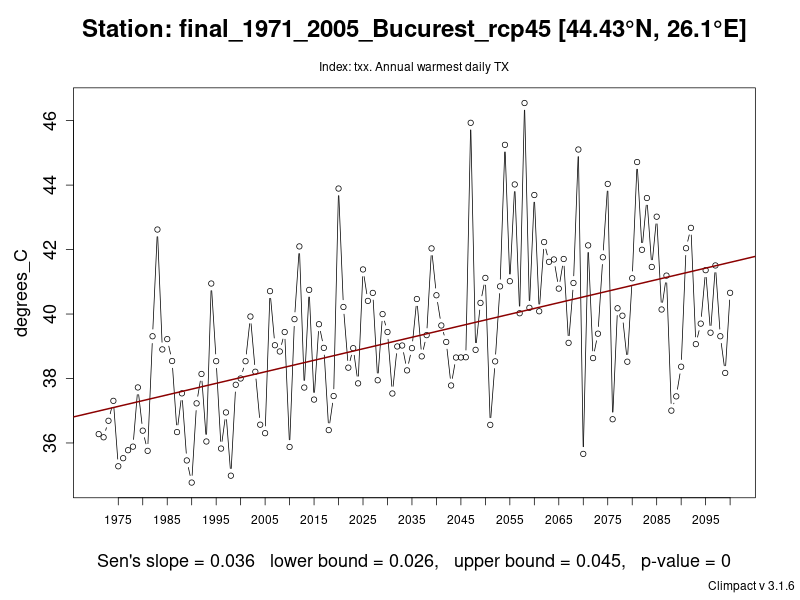 Station: final_1971_2005_Bucurest_rcp45 [44.43°N, 26.1°E]
Index: txx. Annual warmest daily TX
degrees_C
46
44
42
40
38
36
1975 1985 1995 2005 2015 2025 2035 2045 2055 2065 2075 2085 2095
Sen's slope = 0.036 lower bound = 0.026, upper bound = 0.045, p-value = 0
Climpact v 3.1.6